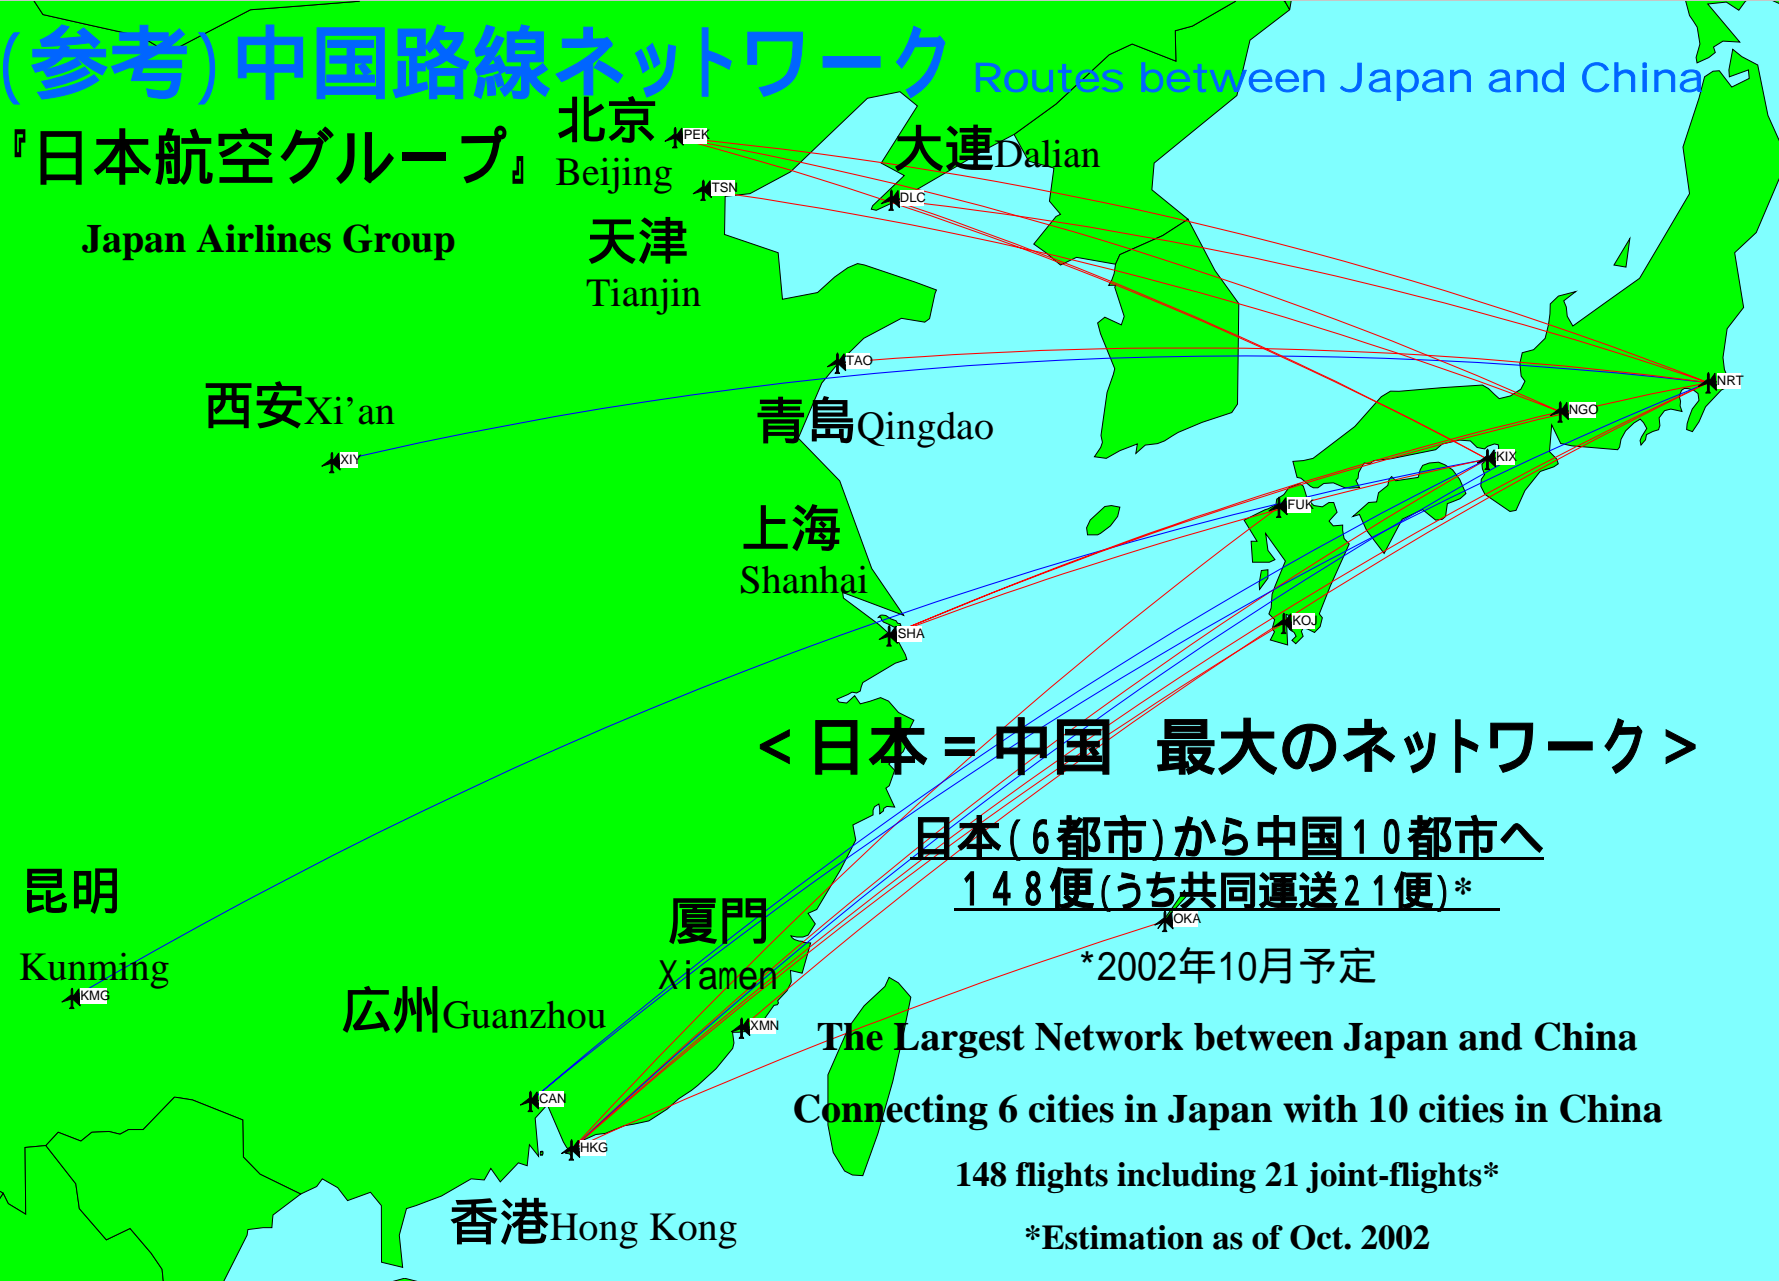 (参考)中国路線ネットワーク Routes between Japan and China
『日本航空グループ』
Japan Airlines Group
北京
Beijing
PEK
大連Dalian
TSN
DLC
天津
Tianjin
TAO
西安Xi’an
XIY
青島Qingdao
NRT
NGO
KIX
FUK
上海
Shanhai
SHA
KOJ
<日本=中国 最大のネットワーク>
日本(6都市)から中国10都市へ
148便(うち共同運送21便)*
OKA
*2002年10月予定
昆明
Kunming
KMG
厦門
Xiamen
XMN
広州Guanzhou
CAN
HKG
香港Hong Kong
The Largest Network between Japan and China
Connecting 6 cities in Japan with 10 cities in China
148 flights including 21 joint-flights*
*Estimation as of Oct. 2002